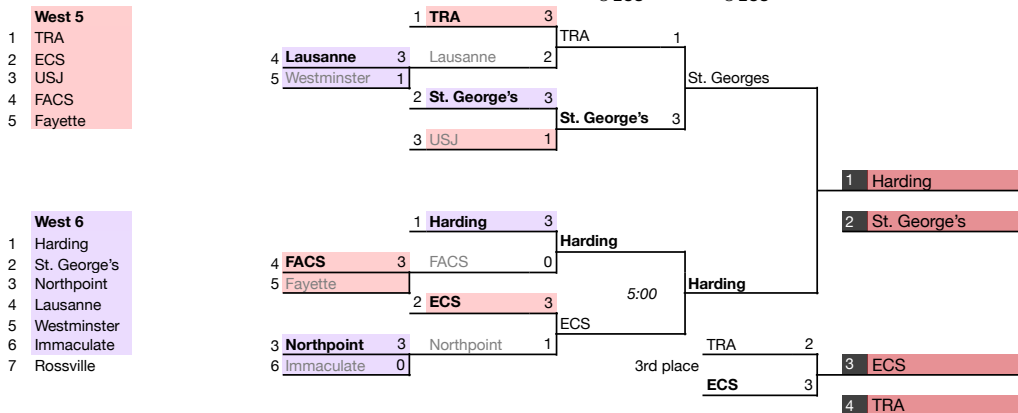 West 5
1 TRA
2 ECS
3 USJ
4 FACS
5 Fayette
1 TRA 3
TRA 1
4 Lausanne 3
Lausanne 2
5 Westminster 1
St. Georges
2 St. George's 3
St. George's 3
3 USJ 1
1 Harding
2 St. George's
West 6
1 Harding
2 St. George's
3 Northpoint
4 Lausanne
5 Westminster
6 Immaculate
7 Rossville
1 Harding 3
Harding
4 FACS 3
FACS 0
5 Fayette
5:00
Harding
2 ECS 3
ECS
3 Northpoint 3
Northpoint 1
6 Immaculate 0
TRA 2
3rd place
ECS 3
3 ECS
4 TRA